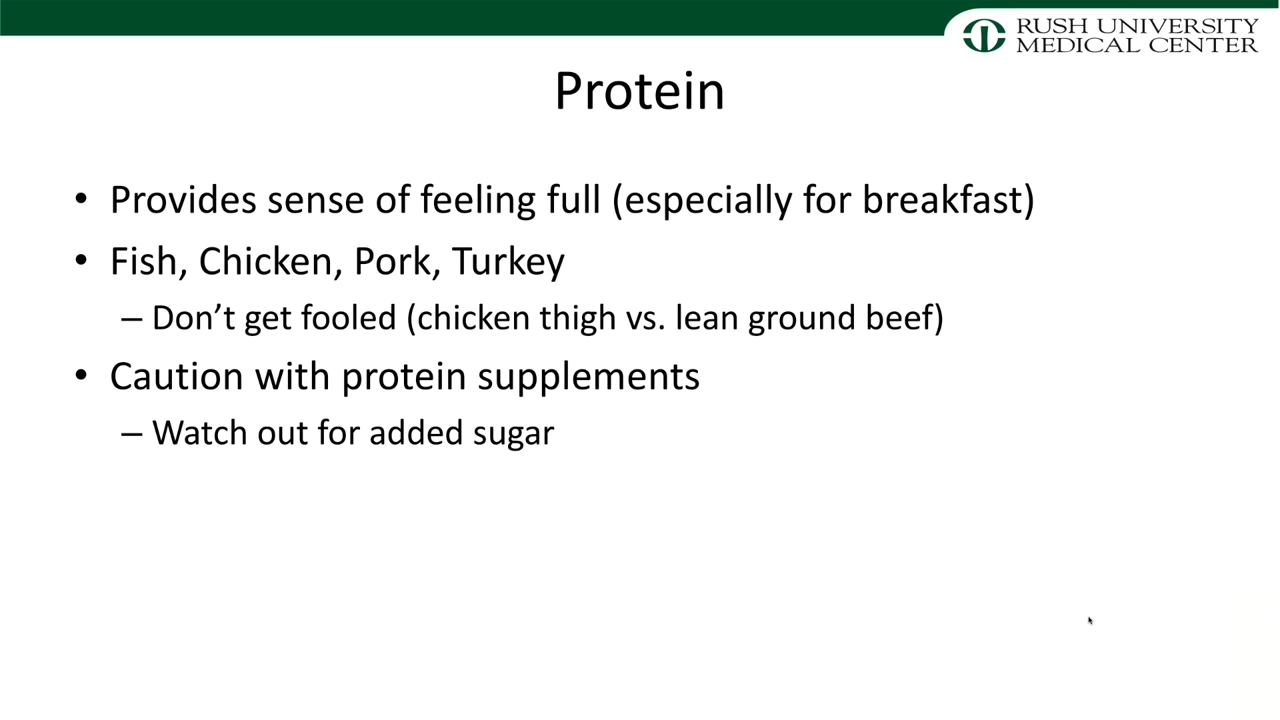 RUSH UNIVERSITY
MEDICAL CENTER
Protein
• Provides sense of feeling full (especially for breakfast)
• Fish, Chicken, Pork, Turkey
– Don’t get fooled (chicken thigh vs. lean ground beef)
• Caution with protein supplements
– Watch out for added sugar